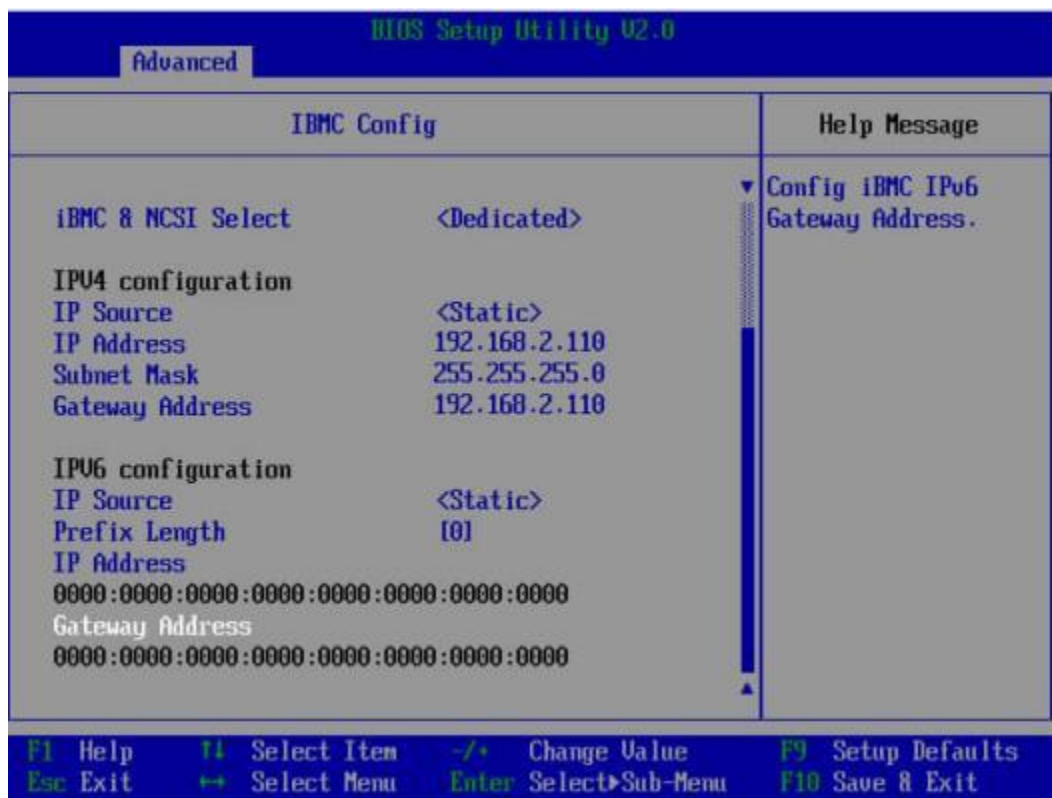 BIOS Setup Utility V2.0
Advanced
IBMC Config
Help Message
iBMC & NCSI Select <Dedicated>
IPV4 configuration
IP Source <Static>
IP Address 192.168.2.110
Subnet Mask 255.255.255.0
Gateway Address 192.168.2.110
IPV6 configuration
IP Source <Static>
Prefix Length [0]
IP Address
0000:0000:0000:0000:0000:0000:0000:0000
Gateway Address
0000:0000:0000:0000:0000:0000:0000:0000
Config iBMC IPv6
Gateway Address.
F1 Help ↑↓ Select Item -/+ Change Value F9 Setup Defaults
Esc Exit ↔ Select Menu Enter Select▶Sub-Menu F10 Save & Exit